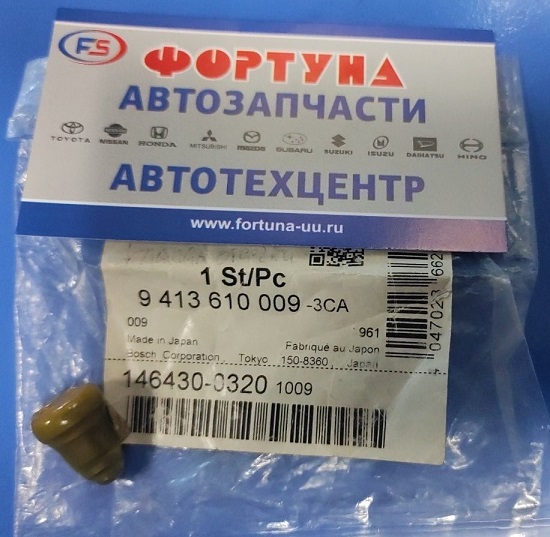 FS ФОРТУНА
АВТОЗАПЧАСТИ
TOYOTA NISSAN HONDA MITSUBISHI mazda SUBARU SUZUKI ISUZU DAIHATSU HINO
АВТОТЕХЦЕНТР
www.fortuna-uu.ru
1 St/Pc
9 413 610 009 -3CA
009 961
Made in Japan Fabriqué au Japon
Bosch Corporation, Tokyo 150-8360, Japan
146430-0320 1009